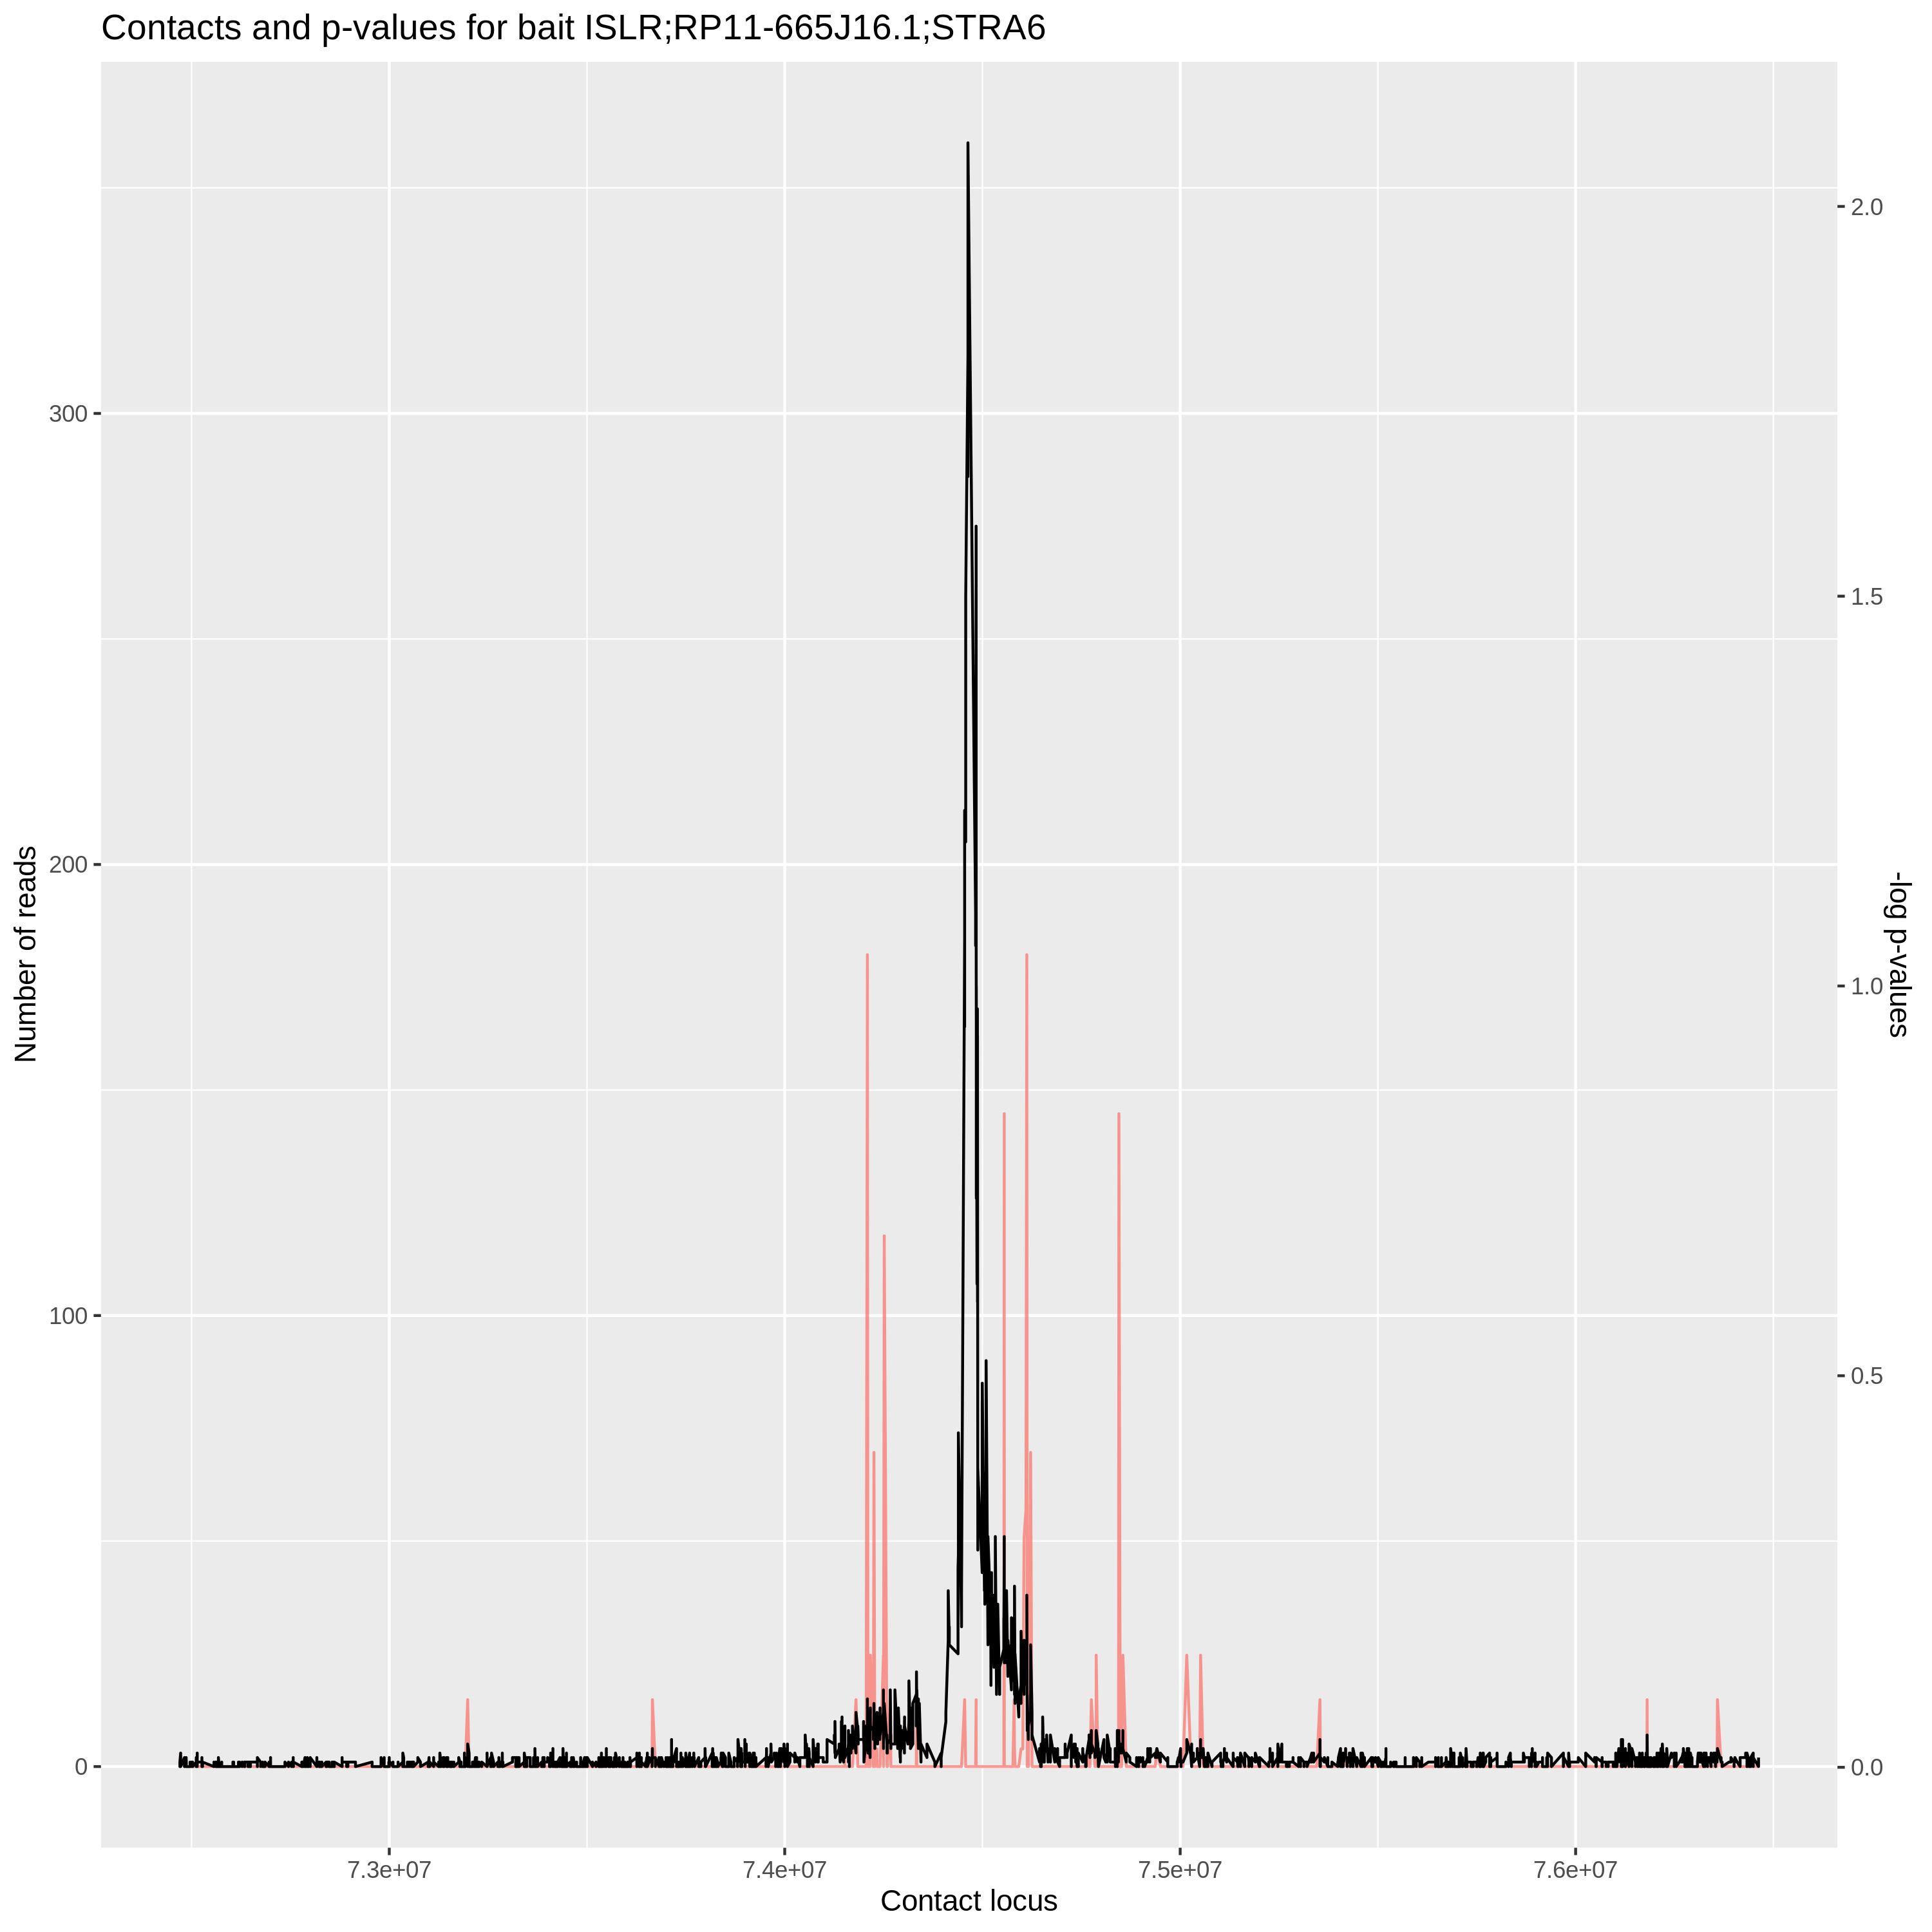 Contacts and p-values for bait ISLR;RP11-665J16.1;STRA6
Number of reads
300
200
100
0
2.0
1.5
1.0
0.5
0.0
-log p-values
7.3e+07
7.4e+07
7.5e+07
7.6e+07
Contact locus